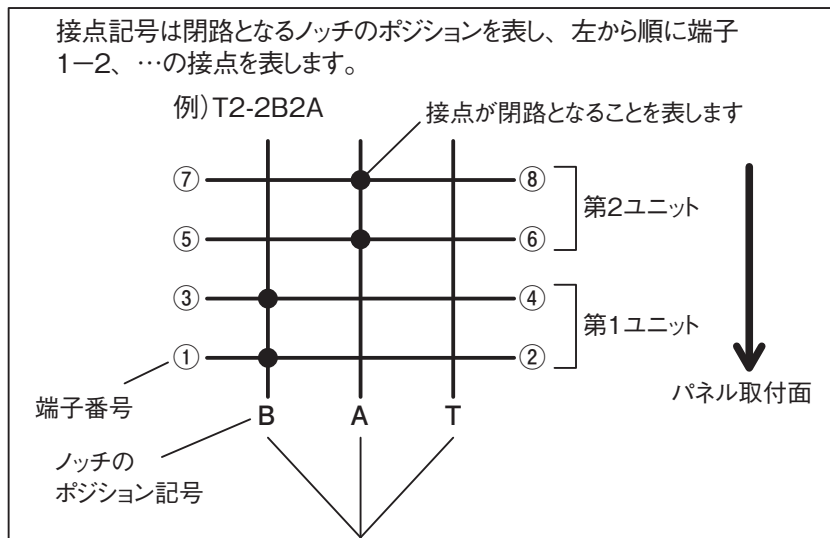 接点記号は閉路となるノッチのポジションを表し、左から順に端子
1ー2、…の接点を表します。
例)T2-2B2A
接点が閉路となることを表します
⑦
⑧
第2ユニット
⑤
⑥
③
④
第1ユニット
①
②
パネル取付面
端子番号
B A T
ノッチの
ポジション記号